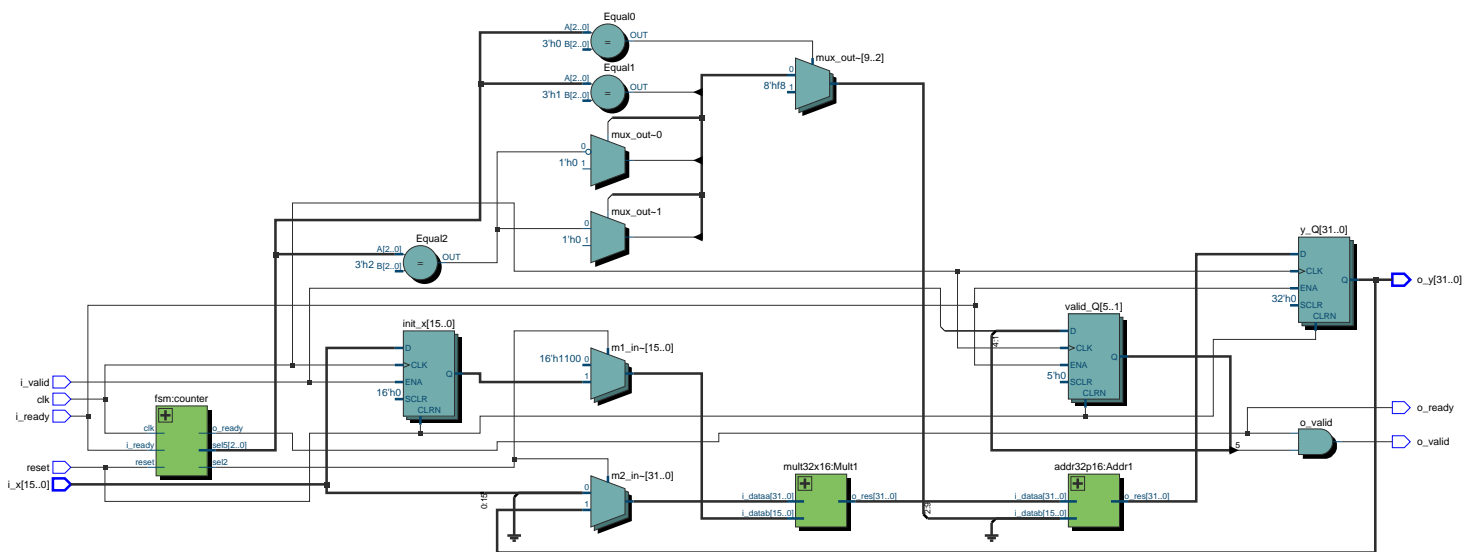 Equal0
A[2..0]
OUT
3'h0 B[2..0]
=
mux_out~[9..2]
0
8'hf8 1
Equal1
A[2..0]
OUT
3'h1 B[2..0]
=
mux_out~0
0
1'h0 1
mux_out~1
0
1'h0 1
Equal2
A[2..0]
OUT
3'h2 B[2..0]
=
y_Q[31..0]
D
>CLK
Q
ENA
32'h0 SCLR
CLRN
o_y[31..0]
init_x[15..0]
D
>CLK
Q
ENA
16'h0 SCLR
CLRN
m1_in~[15..0]
16'h1100 0
1
valid_Q[5..1]
D
4:1
>CLK
Q
ENA
5'h0 SCLR
CLRN
i_valid
clk
i_ready
fsm:counter
clk
o_ready
i_ready
sel5[2..0]
reset
sel2
reset
i_x[15..0]
o_ready
o_valid
5
o_valid
m2_in~[31..0]
0:15
0
1
mult32x16:Mult1
i_dataa[31..0]
o_res[31..0]
i_datab[15..0]
2:9
addr32p16:Addr1
i_dataa[31..0]
o_res[31..0]
i_datab[15..0]